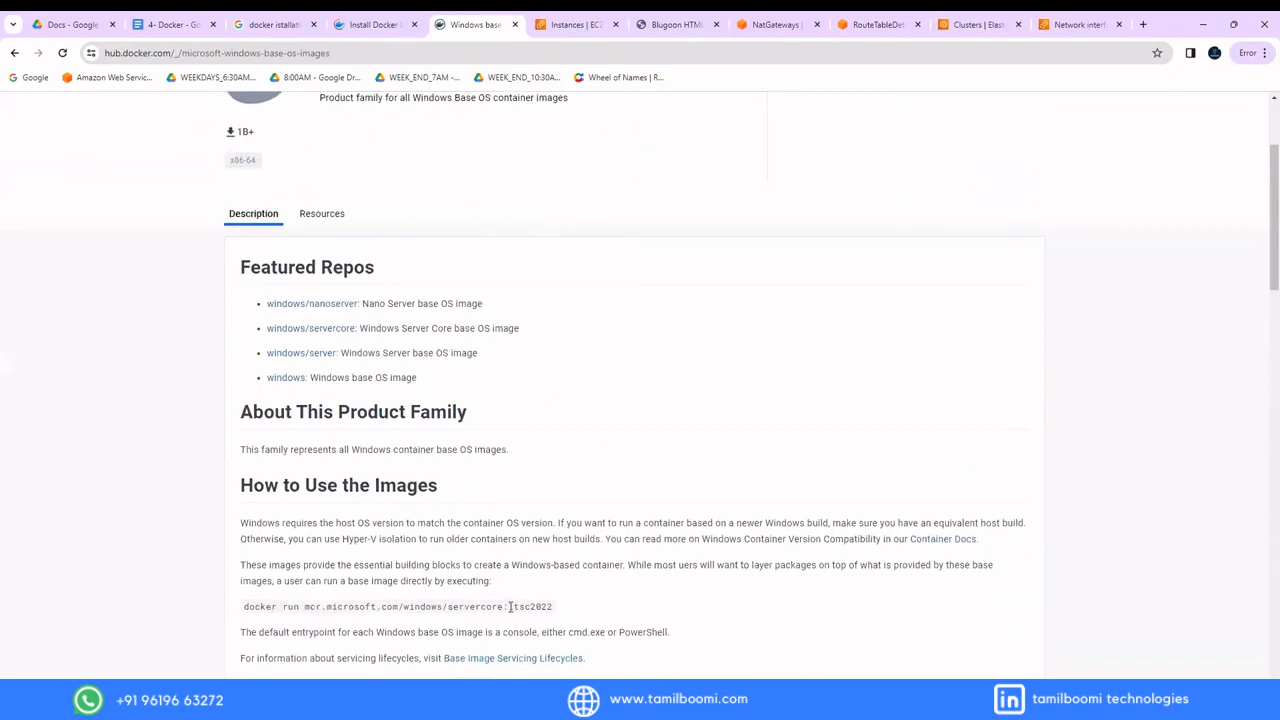 Docs - Google
4- Docker - Go
docker istallatio
Install Docker I
Windows base
Instances | EC2
Blugoon HTML
NatGateways |
RouteTableDet
Clusters | Elast
Network interf
hub.docker.com/_/microsoft-windows-base-os-images
Error
Google
Amazon Web Servic...
WEEKDAYS_6:30AM...
8:00AM - Google Dr...
WEEK_END_7AM -...
WEEK_END_10:30A...
Wheel of Names | R...
Product family for all Windows Base OS container images
1B+
x86-64
Description
Resources
Featured Repos
• windows/nanoserver: Nano Server base OS image
• windows/servercore: Windows Server Core base OS image
• windows/server: Windows Server base OS image
• windows: Windows base OS image
About This Product Family
This family represents all Windows container base OS images.
How to Use the Images
Windows requires the host OS version to match the container OS version. If you want to run a container based on a newer Windows build, make sure you have an equivalent host build.
Otherwise, you can use Hyper-V isolation to run older containers on new host builds. You can read more on Windows Container Version Compatibility in our Container Docs.
These images provide the essential building blocks to create a Windows-based container. While most uers will want to layer packages on top of what is provided by these base
images, a user can run a base image directly by executing:
docker run mcr.microsoft.com/windows/servercore:ltsc2022
The default entrypoint for each Windows base OS image is a console, either cmd.exe or PowerShell.
For information about servicing lifecycles, visit Base Image Servicing Lifecycles.
+91 96196 63272
www.tamilboomi.com
in
tamilboomi technologies